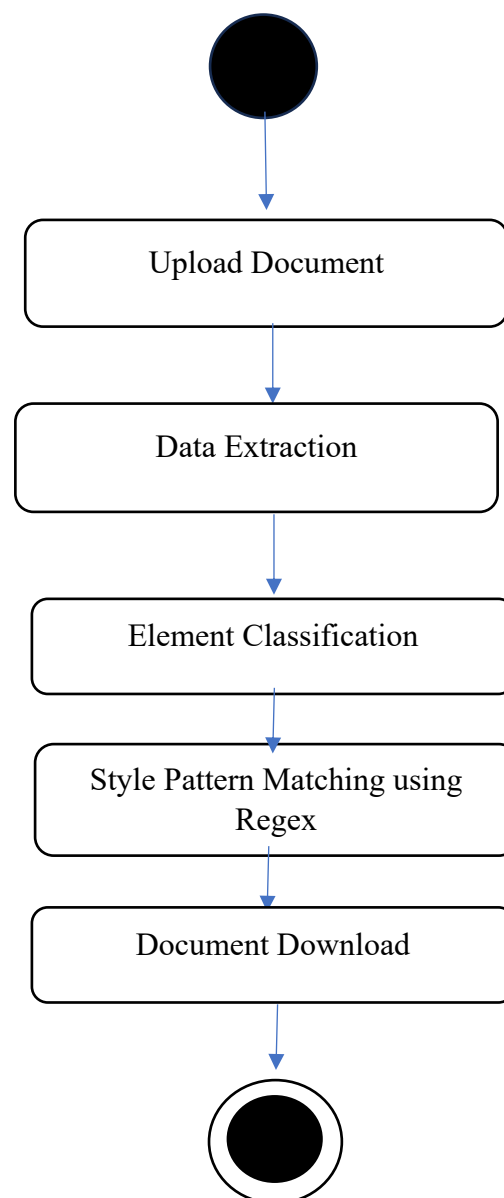 Upload Document
Data Extraction
Element Classification
Style Pattern Matching using
Regex
Document Download